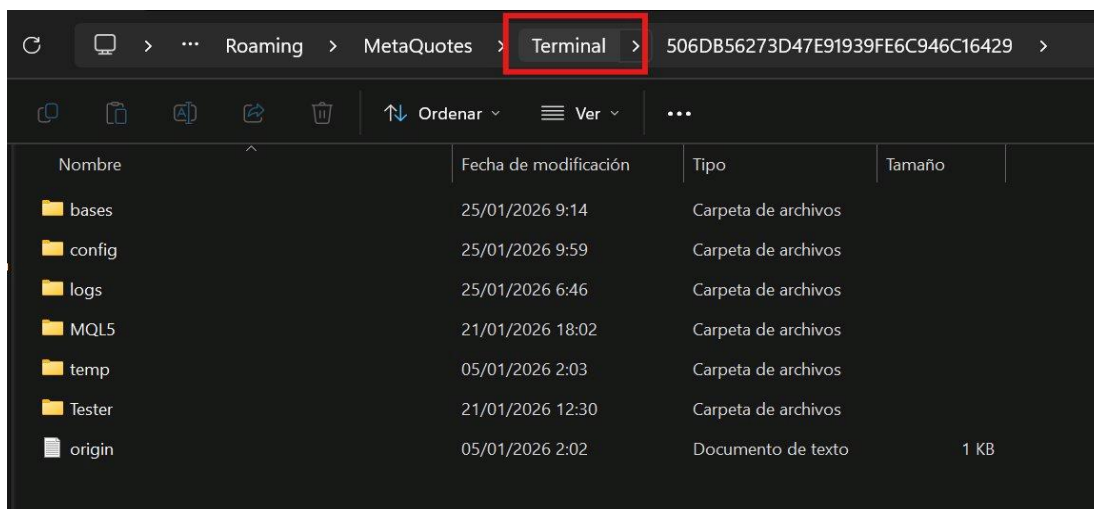 Roaming > MetaQuotes > Terminal > 506DB56273D47E91939FE6C946C16429 >
Ordenar Ver
Nombre Fecha de modificación Tipo Tamaño
bases 25/01/2026 9:14 Carpeta de archivos
config 25/01/2026 9:59 Carpeta de archivos
logs 25/01/2026 6:46 Carpeta de archivos
MQL5 21/01/2026 18:02 Carpeta de archivos
temp 05/01/2026 2:03 Carpeta de archivos
Tester 21/01/2026 12:30 Carpeta de archivos
origin 05/01/2026 2:02 Documento de texto 1 KB